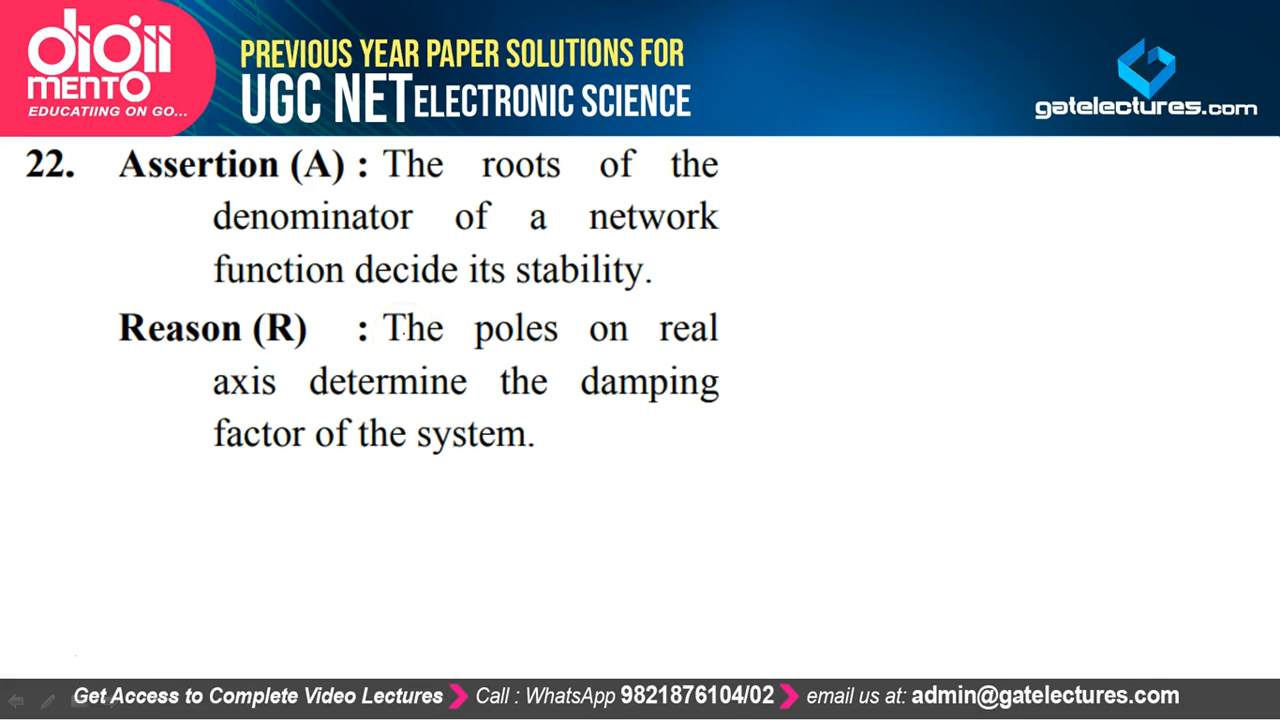 dioii
MENTO
EDUCATIING ON GO...
PREVIOUS YEAR PAPER SOLUTIONS FOR
UGC NET ELECTRONIC SCIENCE
gatelectures.com
22. Assertion (A) : The roots of the
denominator of a network
function decide its stability.
Reason (R) : The poles on real
axis determine the damping
factor of the system.
Get Access to Complete Video Lectures Call : WhatsApp 9821876104/02 email us at: admin@gatelectures.com